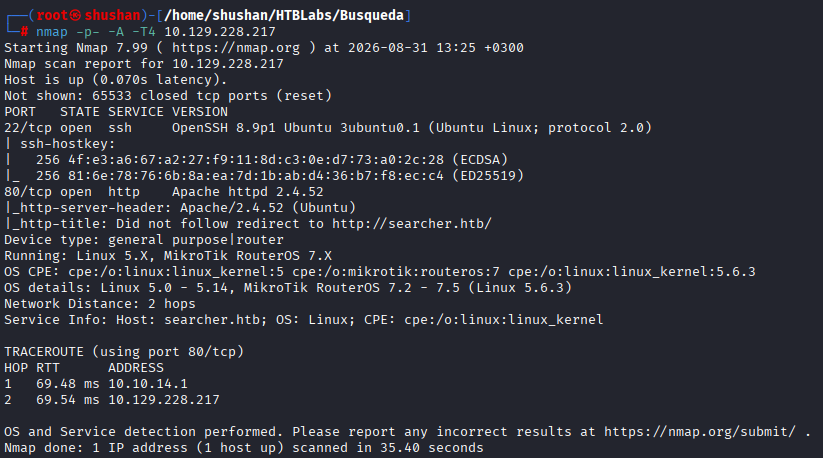 ┌──(root㉿shushan)-[/home/shushan/HTBLabs/Busqueda]
└─# nmap -p- -A -T4 10.129.228.217
Starting Nmap 7.99 ( https://nmap.org ) at 2026-08-31 13:25 +0300
Nmap scan report for 10.129.228.217
Host is up (0.070s latency).
Not shown: 65533 closed tcp ports (reset)
PORT   STATE SERVICE VERSION
22/tcp open  ssh     OpenSSH 8.9p1 Ubuntu 3ubuntu0.1 (Ubuntu Linux; protocol 2.0)
| ssh-hostkey:
|   256 4f:e3:a6:67:a2:27:f9:11:8d:c3:0e:d7:73:a0:2c:28 (ECDSA)
|_  256 81:6e:78:76:6b:8a:ea:7d:1b:ab:d4:36:b7:f8:ec:c4 (ED25519)
80/tcp open  http    Apache httpd 2.4.52
|_http-server-header: Apache/2.4.52 (Ubuntu)
|_http-title: Did not follow redirect to http://searcher.htb/
Device type: general purpose|router
Running: Linux 5.X, MikroTik RouterOS 7.X
OS CPE: cpe:/o:linux:linux_kernel:5 cpe:/o:mikrotik:routeros:7 cpe:/o:linux:linux_kernel:5.6.3
OS details: Linux 5.0 - 5.14, MikroTik RouterOS 7.2 - 7.5 (Linux 5.6.3)
Network Distance: 2 hops
Service Info: Host: searcher.htb; OS: Linux; CPE: cpe:/o:linux:linux_kernel

TRACEROUTE (using port 80/tcp)
HOP RTT      ADDRESS
1   69.48 ms 10.10.14.1
2   69.54 ms 10.129.228.217

OS and Service detection performed. Please report any incorrect results at https://nmap.org/submit/ .
Nmap done: 1 IP address (1 host up) scanned in 35.40 seconds